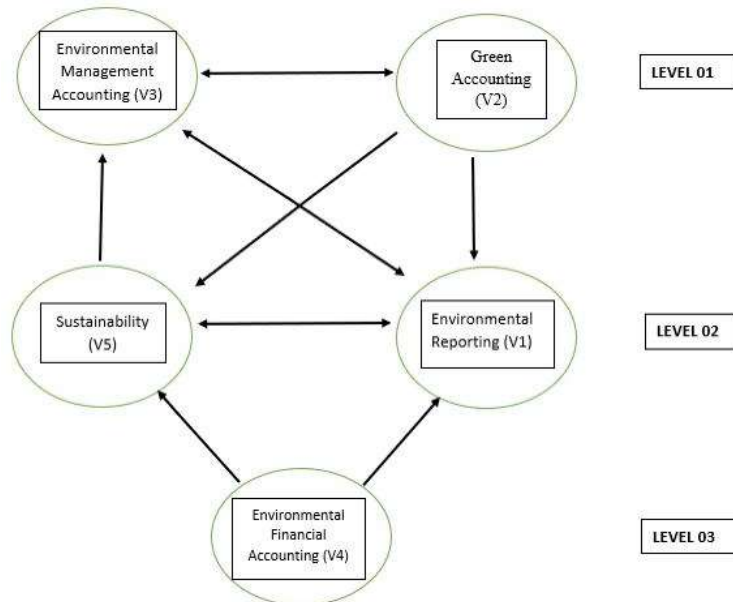 Environmental
Management
Accounting (V3)
Green
Accounting
(V2)
LEVEL 01
Sustainability
(V5)
Environmental
Reporting (V1)
LEVEL 02
Environmental
Financial
Accounting (V4)
LEVEL 03